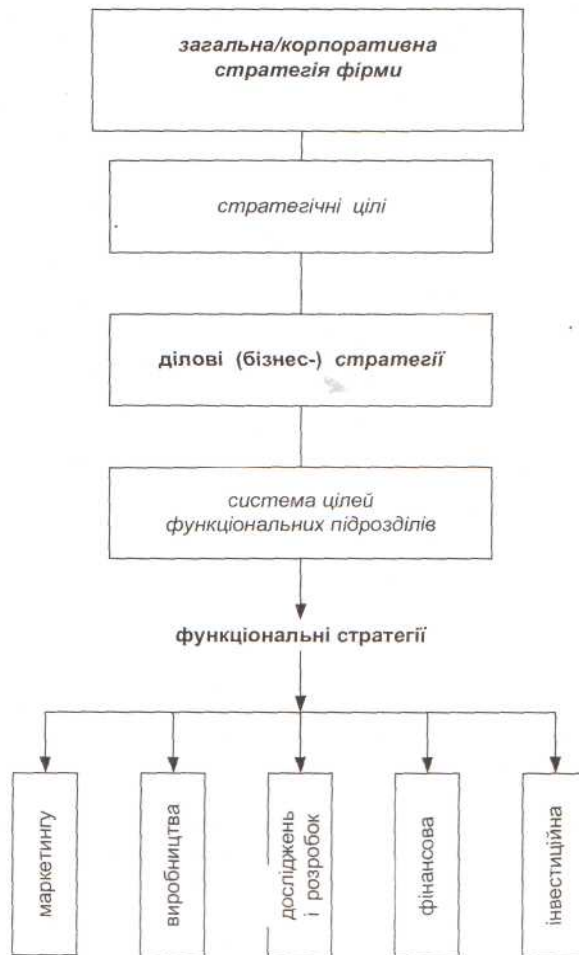 загальна/корпоративна
стратегія фірми
стратегічні цілі
ділові (бізнес-) стратегії
система цілей
функціональних підрозділів
функціональні стратегії
маркетингу
виробництва
досліджень
і розробок
фінансова
інвестиційна